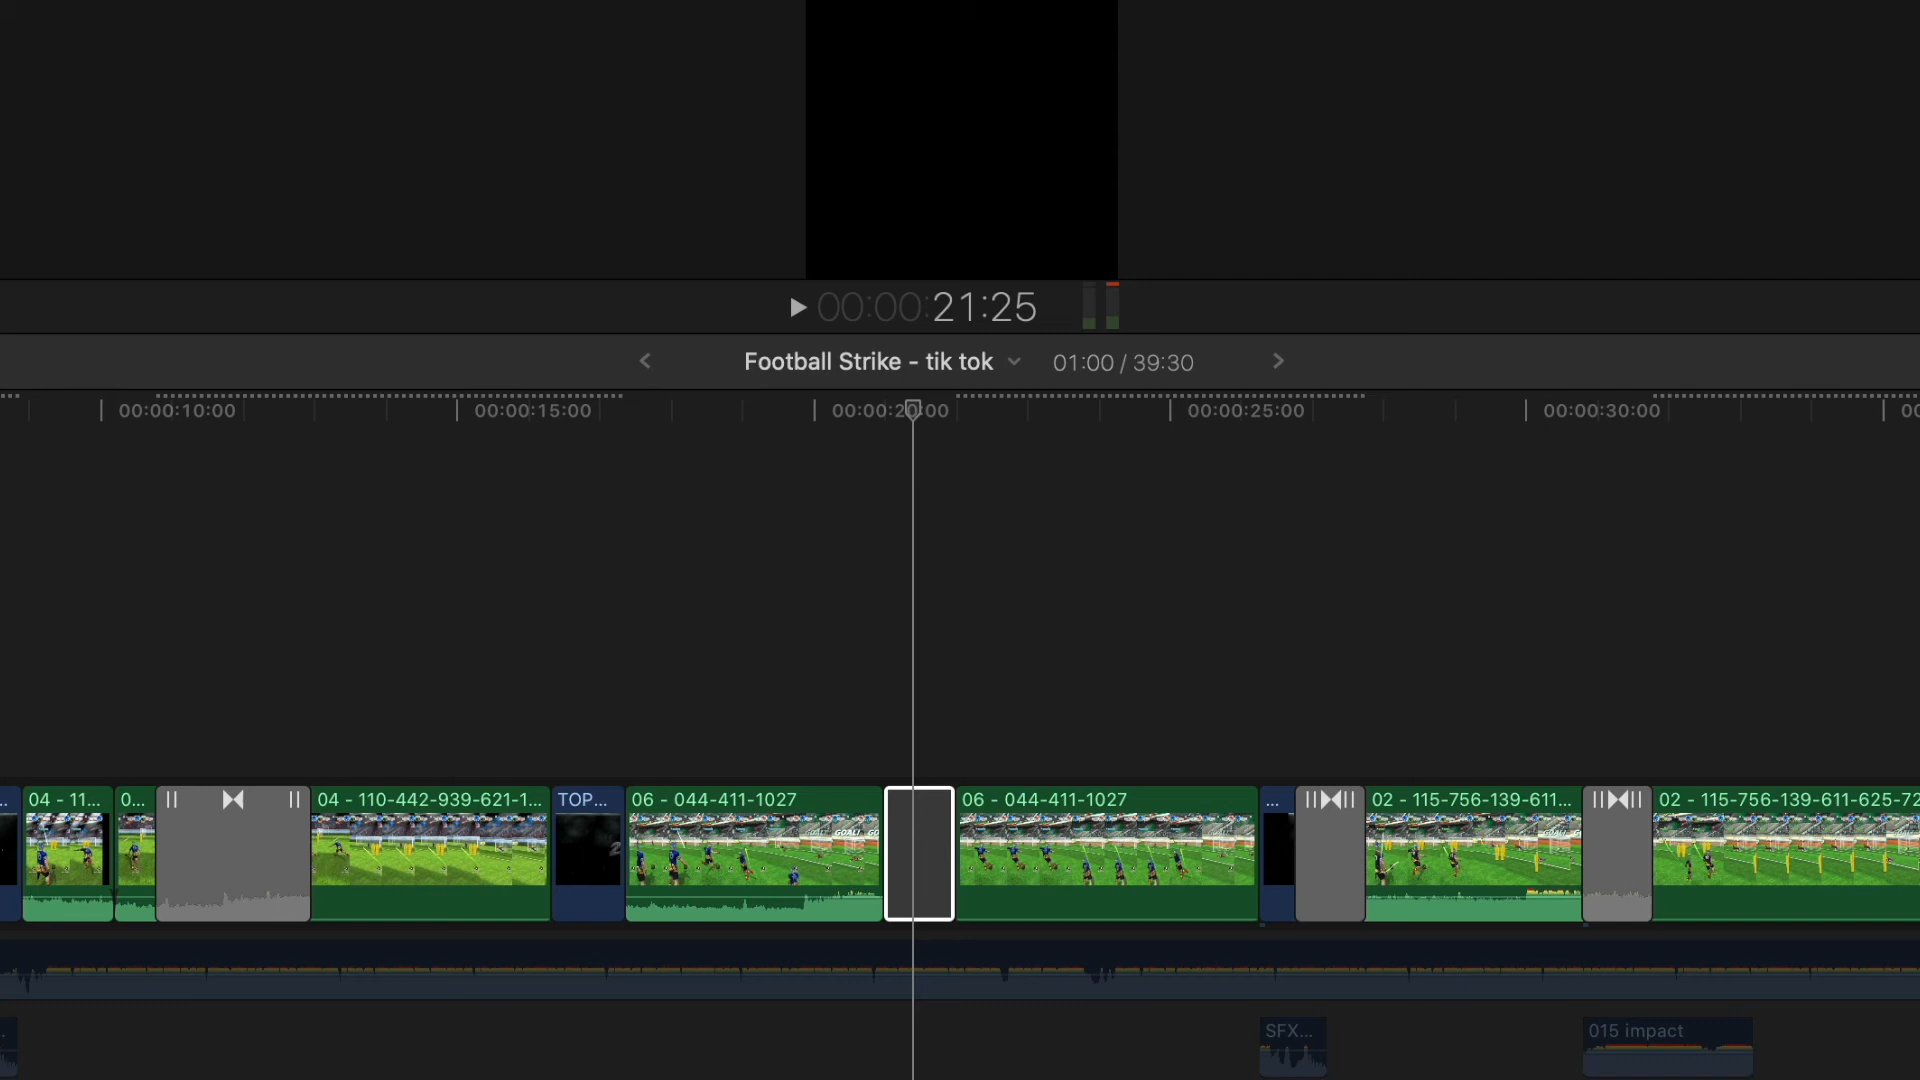 00:00:21:25
Football Strike - tik tok 01:00 / 39:30
00:00:10:00 00:00:15:00 00:00:20:00 00:00:25:00 00:00:30:00
04 - 11... 0... 04 - 110-442-939-621-1... TOP... 06 - 044-411-1027 06 - 044-411-1027 ... 02 - 115-756-139-611... 02 - 115-756-139-611-625-72
GOAL!
SFX... 015 impact